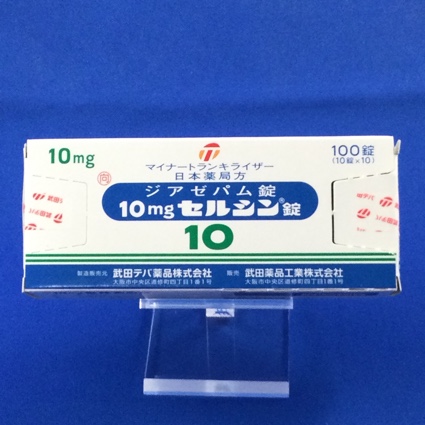 10mg
向
マイナートランキライザー
日本薬局方
100錠
(10錠×10)
ジアゼパム錠
10mgセルシン®錠
10
製造販売元 武田テバ薬品株式会社
大阪市中央区道修町四丁目1番1号
販売 武田薬品工業株式会社
大阪市中央区道修町四丁目1番1号